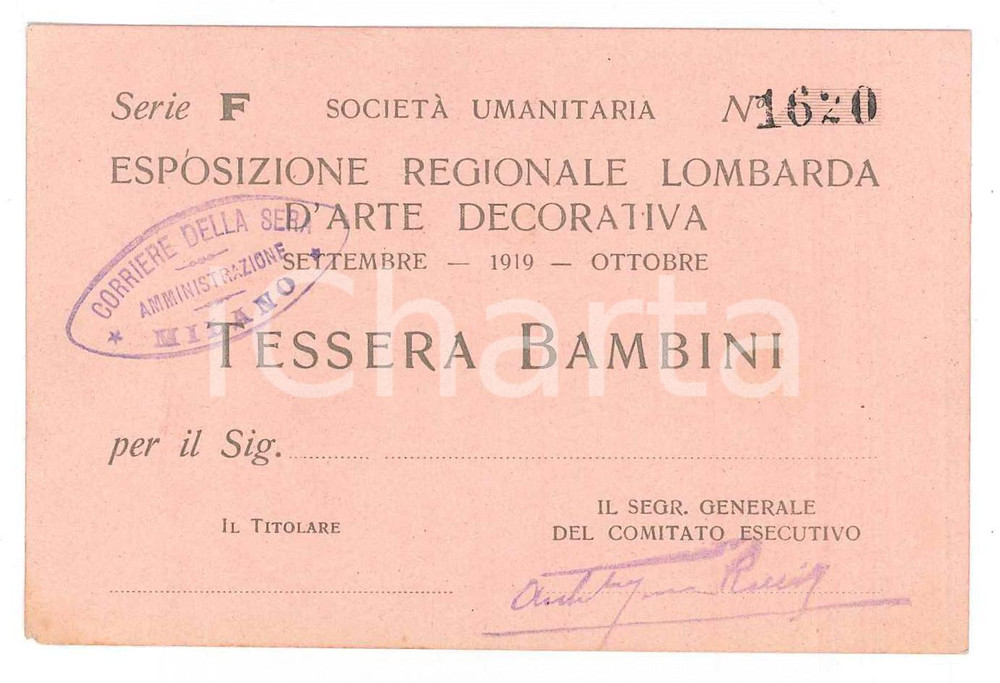 Serie F SOCIETÀ UMANITARIA N° 1620
ESPOSIZIONE REGIONALE LOMBARDA
D'ARTE DECORATIVA
SETTEMBRE — 1919 — OTTOBRE
CORRIERE DELLA SERA
AMMINISTRAZIONE
★ MILANO ★
TESSERA BAMBINI
iCharta
per il Sig.
IL TITOLARE
IL SEGR. GENERALE
DEL COMITATO ESECUTIVO